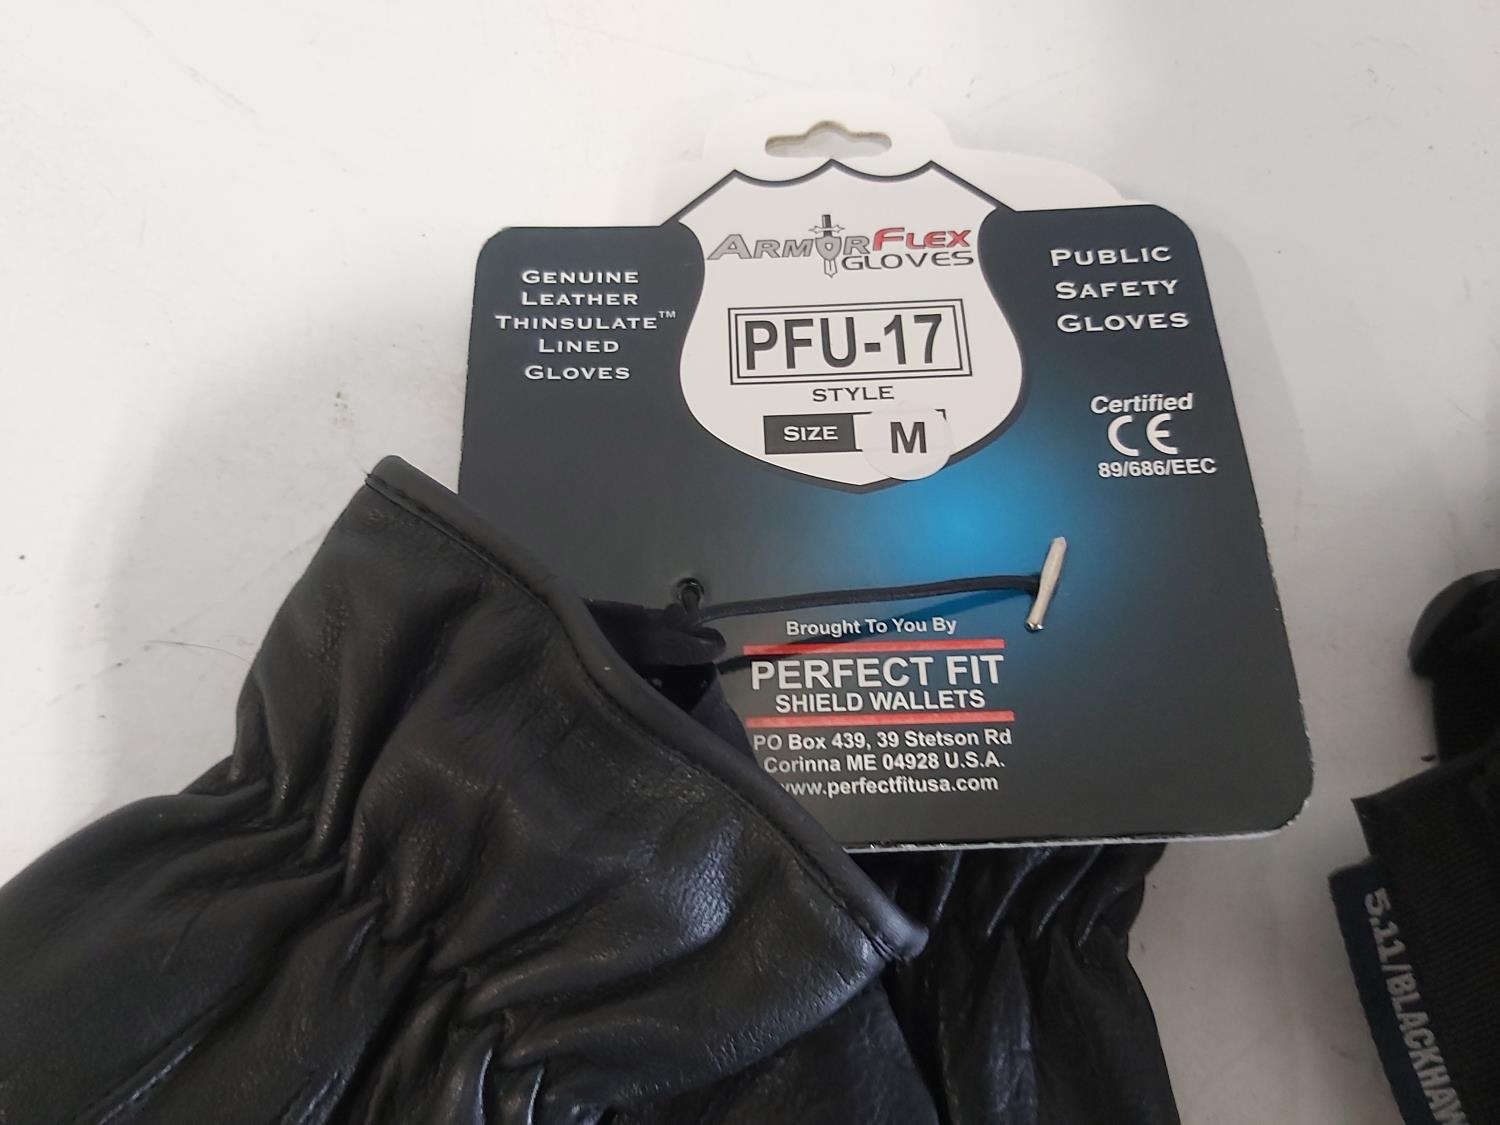 ARMORFLEX
GLOVES
GENUINE
LEATHER
THINSULATE™
LINED
GLOVES
PFU-17
STYLE
SIZE M
PUBLIC
SAFETY
GLOVES
Certified
CE
89/686/EEC
Brought To You By
PERFECT FIT
SHIELD WALLETS
PO Box 439, 39 Stetson Rd
Corinna ME 04928 U.S.A.
www.perfectfitusa.com
5.11/BLACKHAW